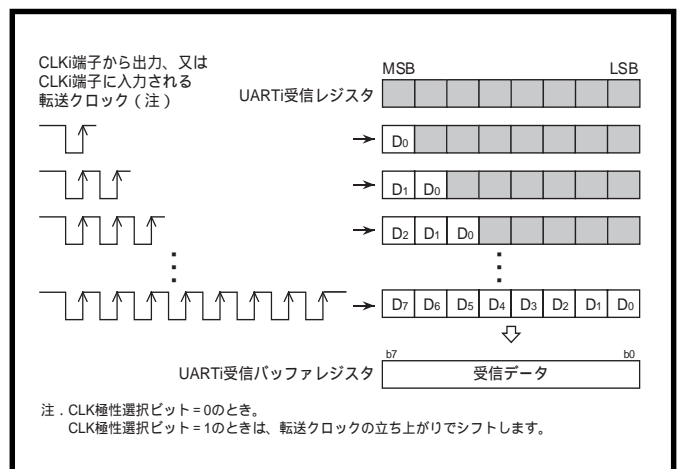 CLKi端子から出力、又は
CLKi端子に入力される
転送クロック(注)
MSB LSB
UARTi受信レジスタ
D0
D1 D0
D2 D1 D0
D7 D6 D5 D4 D3 D2 D1 D0
b7 b0
UARTi受信バッファレジスタ 受信データ
注.CLK極性選択ビット=0のとき。
CLK極性選択ビット=1のときは、転送クロックの立ち上がりでシフトします。